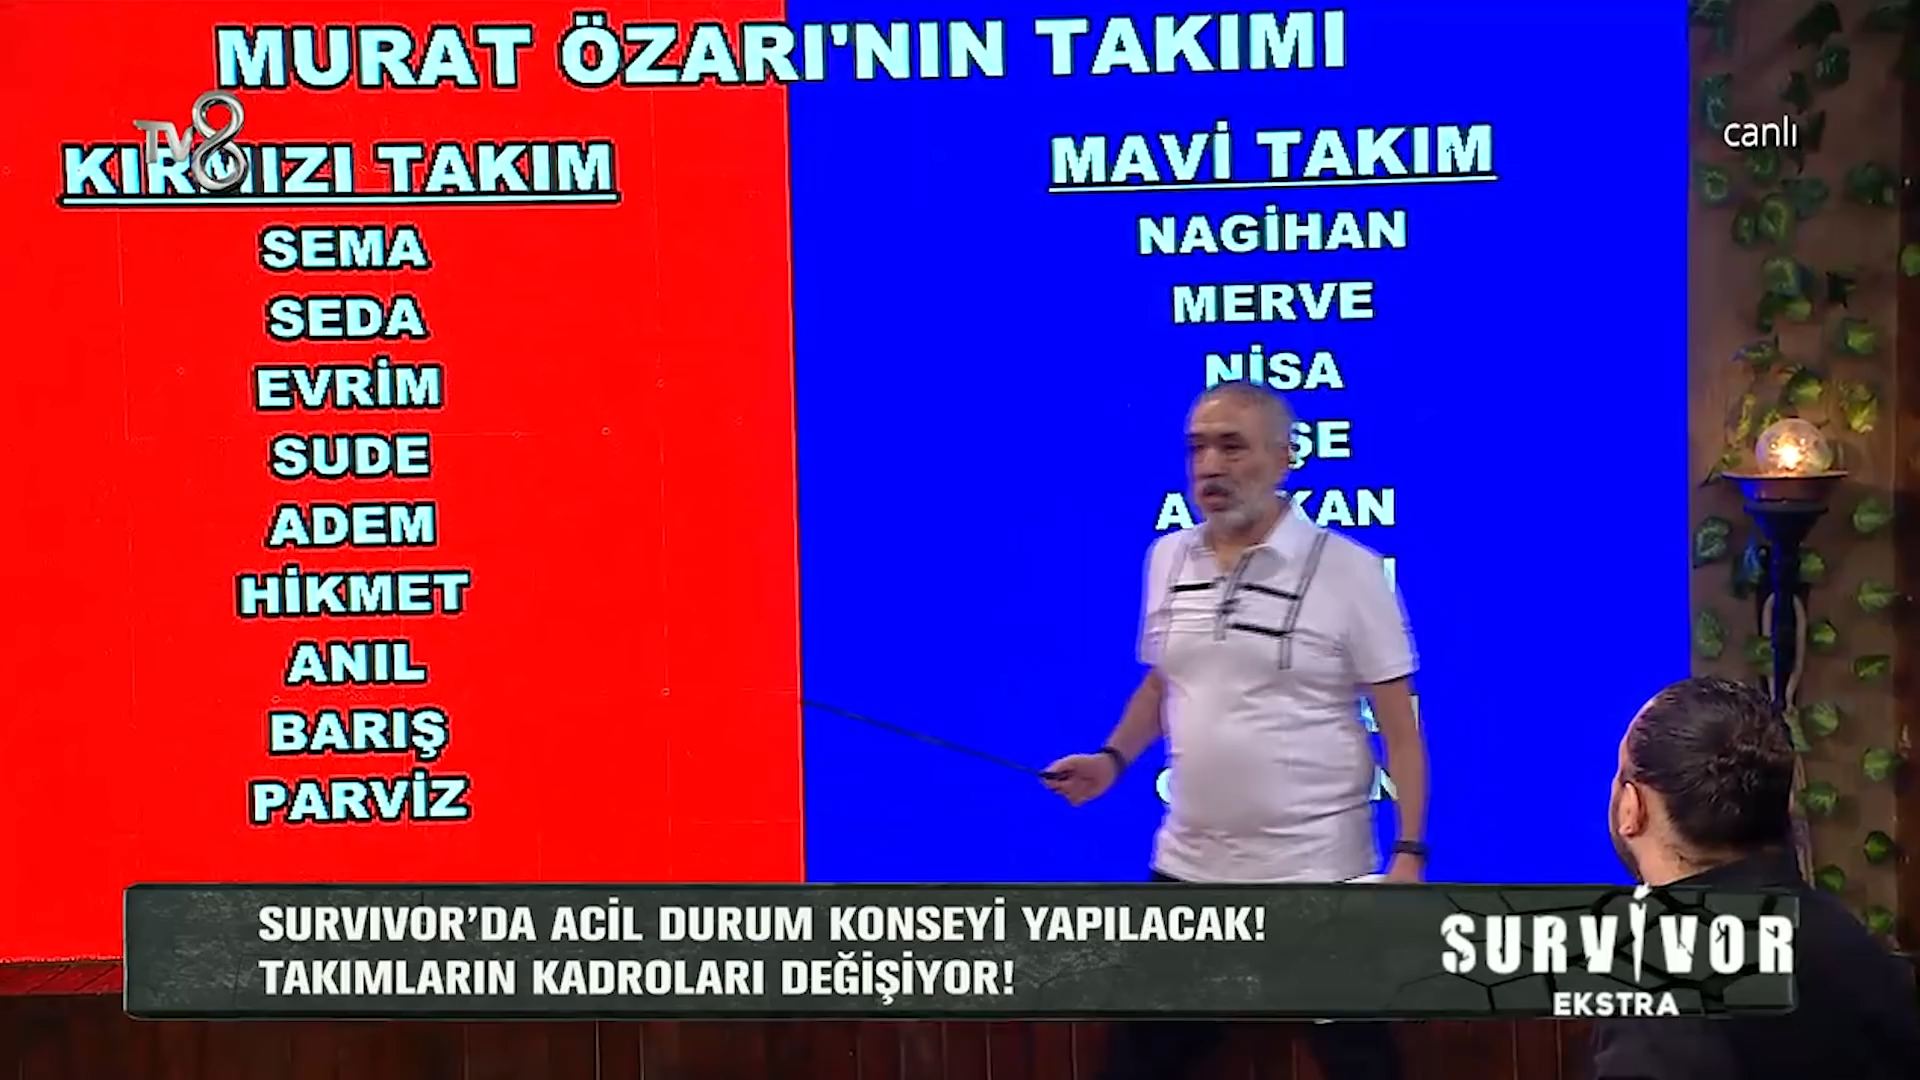 MURAT ÖZARI'NIN TAKIMI
TV8
canlı
KIRMIZI TAKIM
SEMA
SEDA
EVRİM
SUDE
ADEM
HİKMET
ANIL
BARIŞ
PARVİZ
MAVİ TAKIM
NAGİHAN
MERVE
NİSA
SURVIVOR'DA ACİL DURUM KONSEYİ YAPILACAK!
TAKIMLARIN KADROLARI DEĞİŞİYOR!
SURVIVOR
EKSTRA